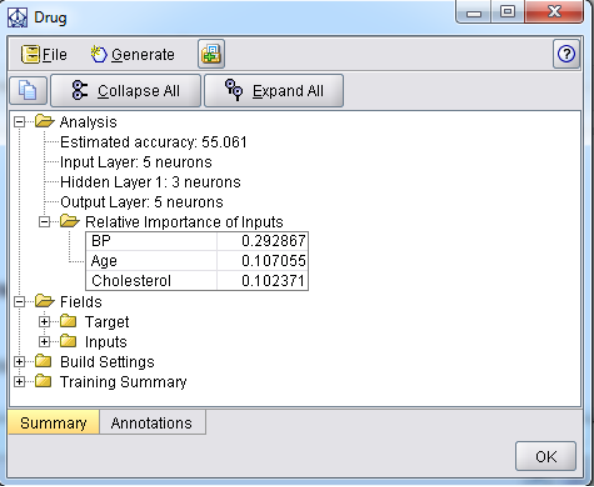 Drug
File Generate
Collapse All Expand All
Analysis
Estimated accuracy: 55.061
Input Layer: 5 neurons
Hidden Layer 1: 3 neurons
Output Layer: 5 neurons
Relative Importance of Inputs
BP 0.292867
Age 0.107055
Cholesterol 0.102371
Fields
Target
Inputs
Build Settings
Training Summary
Summary Annotations
OK